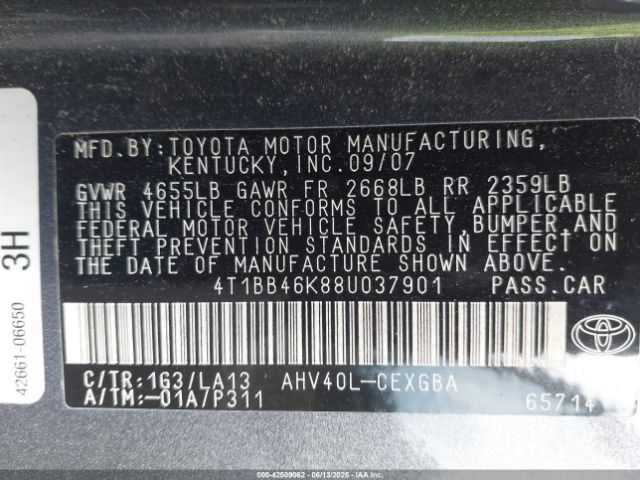 MFD.BY:TOYOTA MOTOR MANUFACTURING,
KENTUCKY,INC.09/07
GVWR 4655LB GAWR FR 2668LB RR 2359LB
THIS VEHICLE CONFORMS TO ALL APPLICABLE
FEDERAL MOTOR VEHICLE SAFETY,BUMPER,AND
THEFT PREVENTION STANDARDS IN EFFECT ON
THE DATE OF MANUFACTURE SHOWN ABOVE.
4T1BB46K88U037901 PASS.CAR
C/TR:1G3/LA13 AHV40L-CEXGBA
A/TM:-01A/P311 65714
TOYOTA
42661-06650 3H
000-42509062 | 06/13/2025 | IAAI.COM